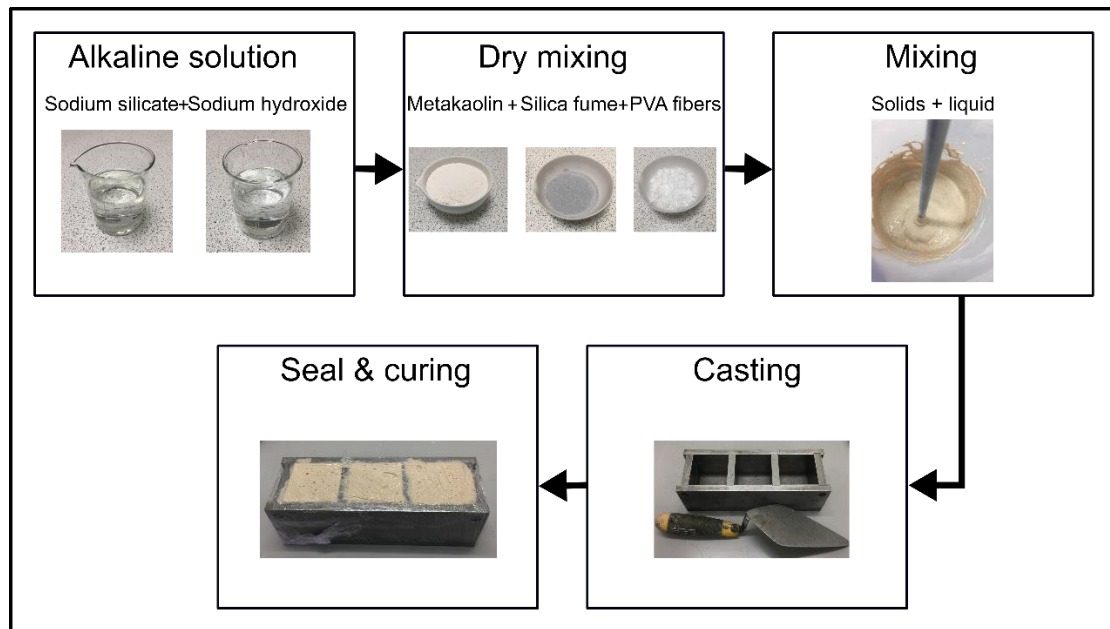 Alkaline solution
Sodium silicate+Sodium hydroxide
Dry mixing
Metakaolin + Silica fume+PVA fibers
Mixing
Solids + liquid
Seal & curing
Casting